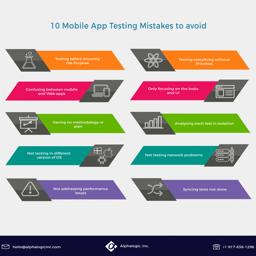 10 Mobile App Testing Mistakes to avoid
Testing before knowing
the Purpose
Testing everything without
Priorities
Confusing between mobile
and Web apps
Only focusing on the looks
and UI
Having no methodology or
plan
Analysing each test in isolation
Not testing in different
version of OS
Not testing network problems
Not addressing performance
issues
Syncing tests not done
hello@alphalogicinc.com
Alphalogic Inc.
+1 917-656-1296